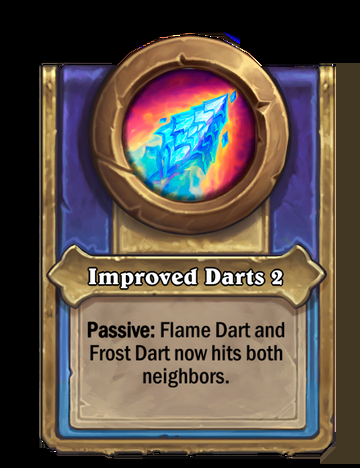 Improved Darts 2
Passive: Flame Dart and
Frost Dart now hits both
neighbors.